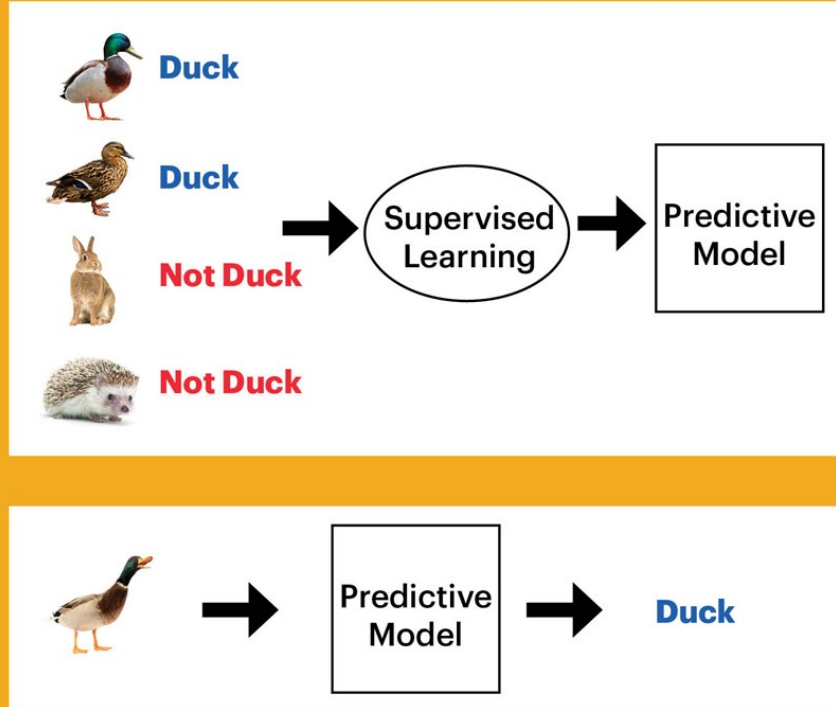 Duck
Duck
Not Duck
Not Duck
Supervised
Learning
Predictive
Model
Predictive
Model
Duck